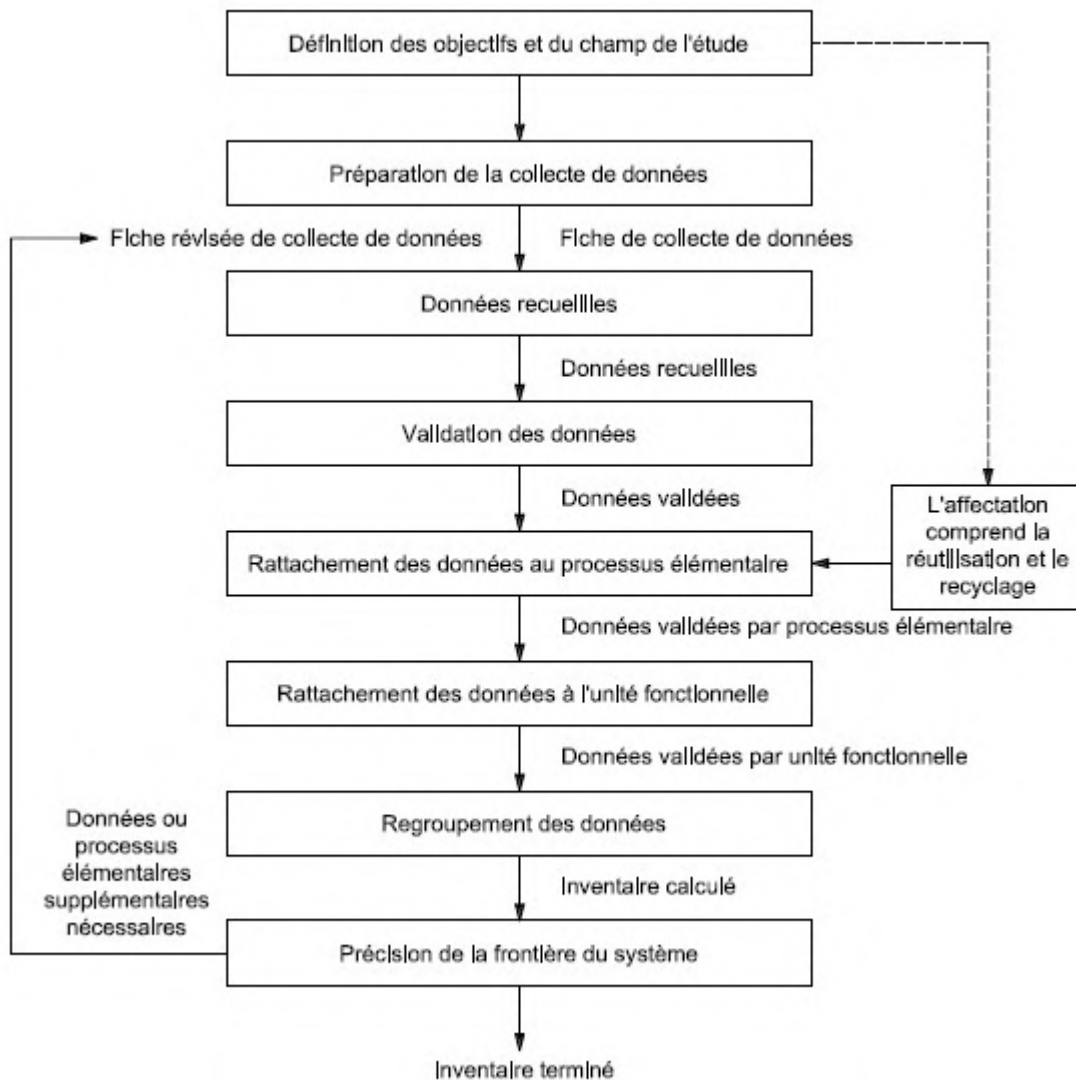 Définition des objectifs et du champ de l'étude
Préparation de la collecte de données
Fiche révisée de collecte de données
Fiche de collecte de données
Données recueillies
Données recueillies
Validation des données
Données validées
L'affectation
comprend la
réutilisation et le
recyclage
Rattachement des données au processus élémentaire
Données validées par processus élémentaire
Rattachement des données à l'unité fonctionnelle
Données validées par unité fonctionnelle
Regroupement des données
Données ou
processus
élémentaires
supplémentaires
nécessaires
Inventaire calculé
Précision de la frontière du système
Inventaire terminé